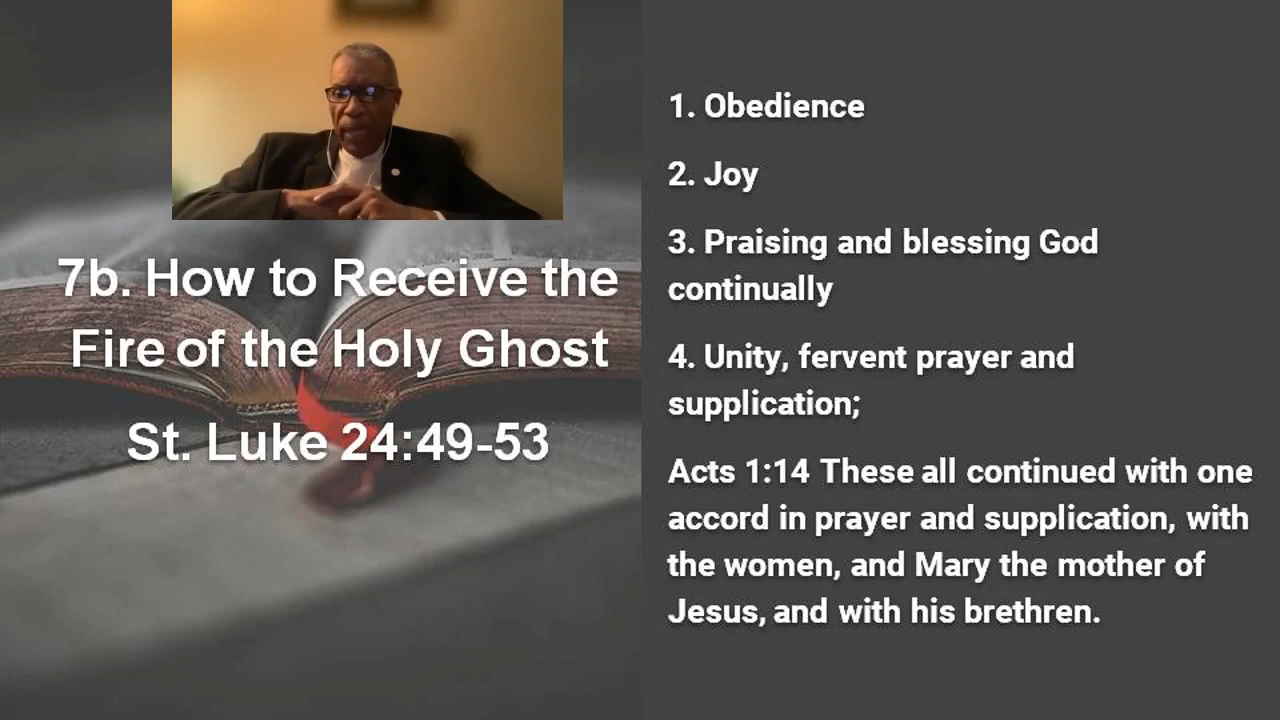 7b. How to Receive the
Fire of the Holy Ghost
St. Luke 24:49-53
1. Obedience
2. Joy
3. Praising and blessing God
continually
4. Unity, fervent prayer and
supplication;
Acts 1:14 These all continued with one
accord in prayer and supplication, with
the women, and Mary the mother of
Jesus, and with his brethren.